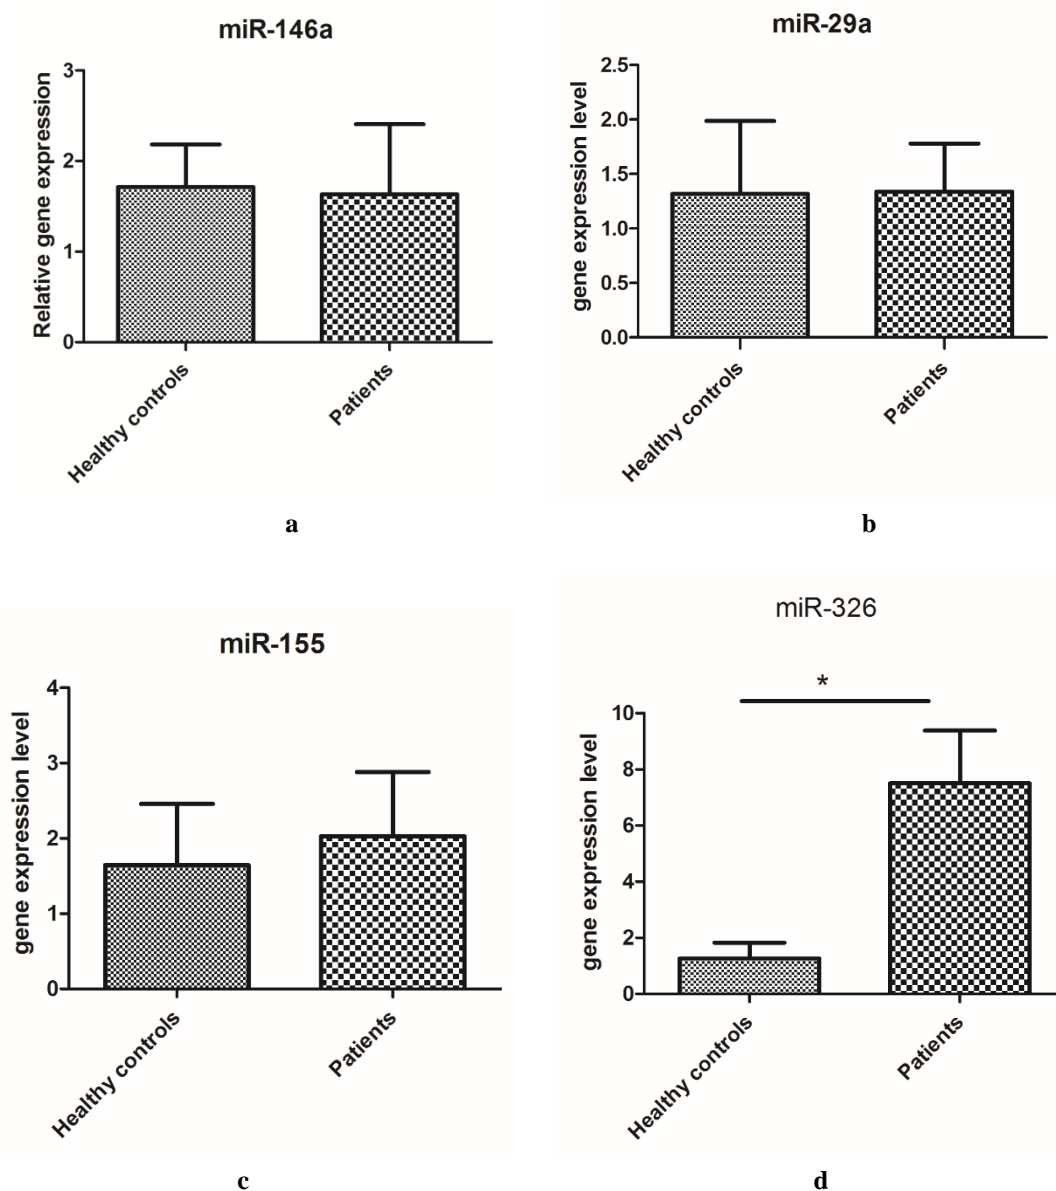 miR-146a
Relative gene expression
3
2
1
0
Healthy controls
Patients
a
miR-29a
gene expression level
2.5
2.0
1.5
1.0
0.5
0.0
Healthy controls
Patients
b
miR-155
gene expression level
4
3
2
1
0
Healthy controls
Patients
c
miR-326
*
gene expression level
10
8
6
4
2
0
Healthy controls
Patients
d